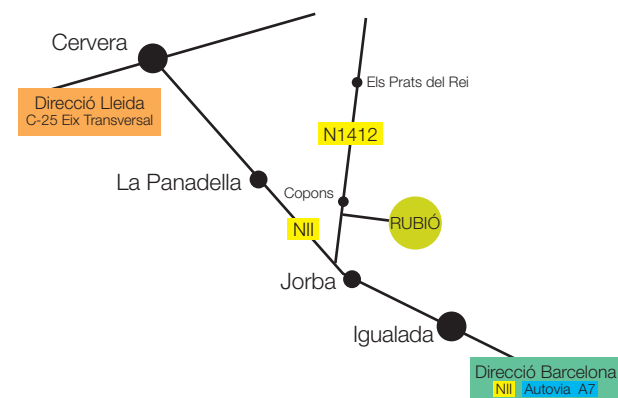 Cervera
Els Prats del Rei
Direcció Lleida
C-25 Eix Transversal
N1412
La Panadella
Copons
NII
RUBIÓ
Jorba
Igualada
Direcció Barcelona
NII Autovia A7